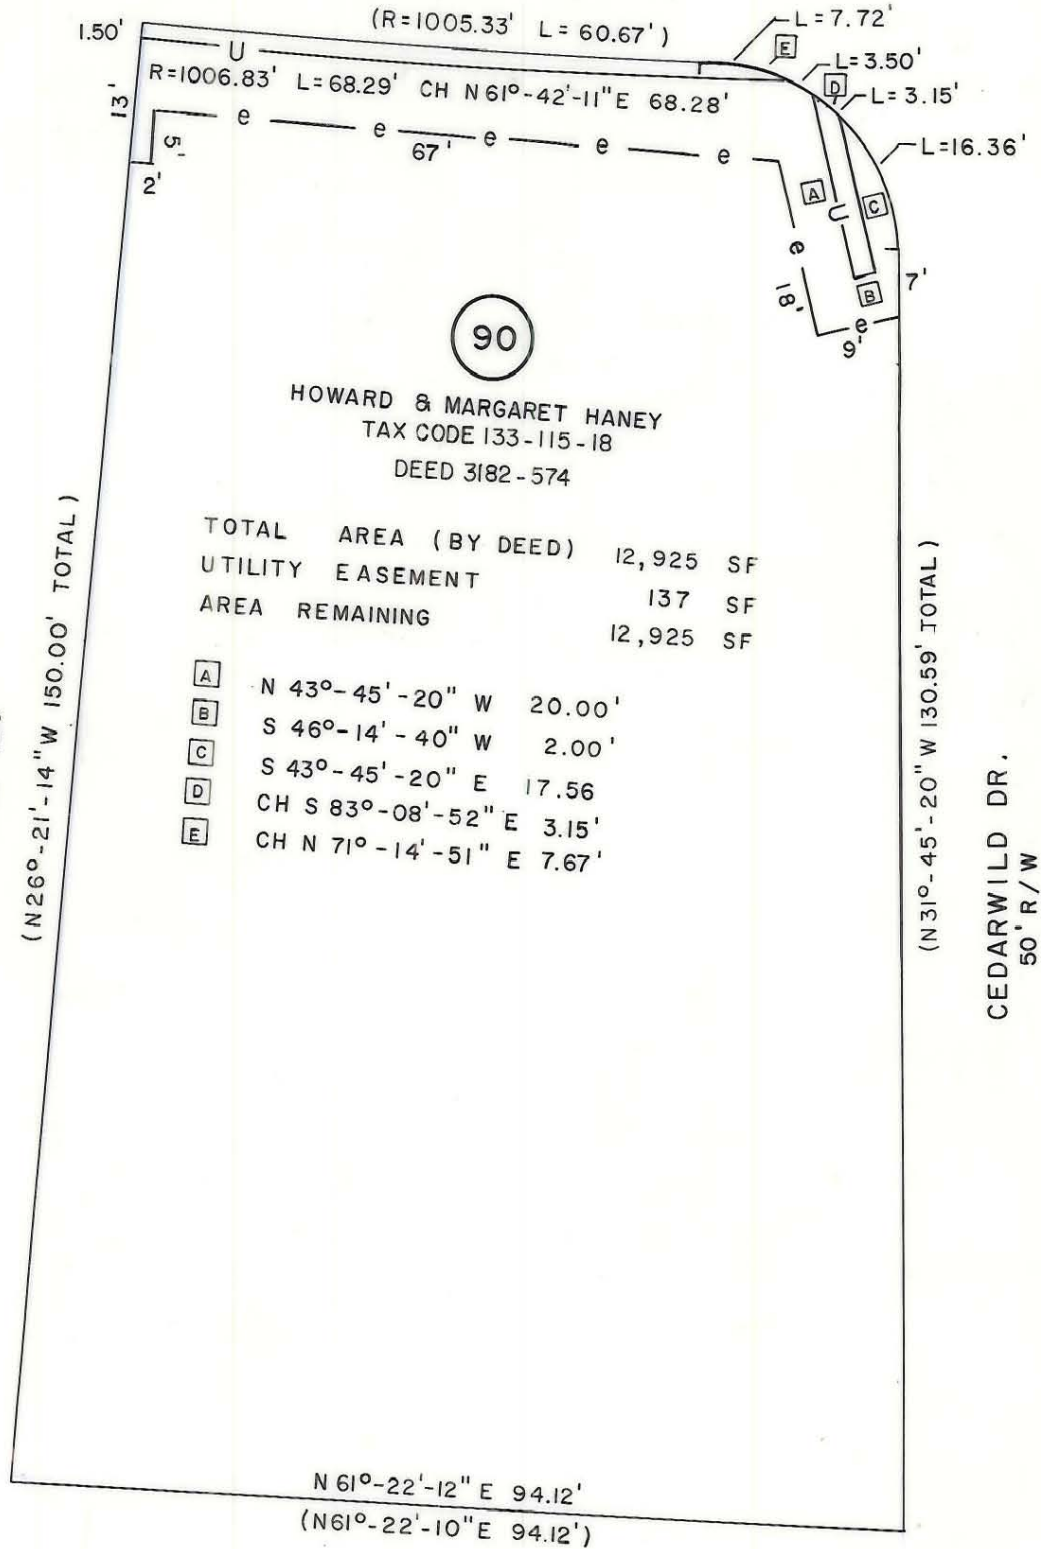 (R=1005.33' L= 60.67')
L=7.72'
1.50'
E
L=3.50'
U
D
R=1006.83' L=68.29' CH N 61°-42'-11" E 68.28'
L=3.15'
13'
e e e e e
L=16.36'
5'
67'
2'
A
U
C
e
7'
18'
B
e
9'
90
HOWARD & MARGARET HANEY
TAX CODE 133-115-18
DEED 3182-574
TOTAL AREA (BY DEED) 12,925 SF
UTILITY EASEMENT 137 SF
AREA REMAINING 12,925 SF
A N 43°-45'-20" W 20.00'
B S 46°-14'-40" W 2.00'
C S 43°-45'-20" E 17.56
D CH S 83°-08'-52" E 3.15'
E CH N 71°-14'-51" E 7.67'
(N26°-21'-14" W 150.00' TOTAL)
(N 31°-45'-20" W 130.59' TOTAL)
CEDARWILD DR.
50' R/W
N 61°-22'-12" E 94.12'
(N61°-22'-10" E 94.12')